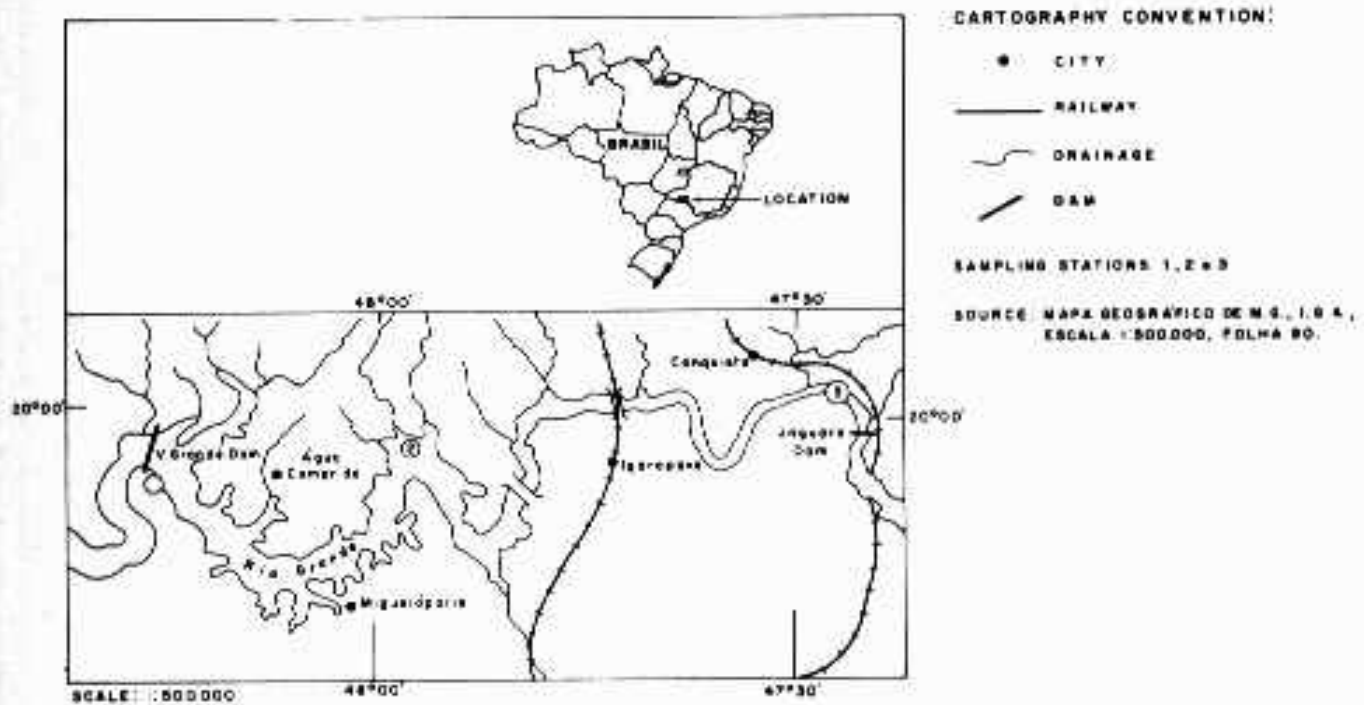 CARTOGRAPHY CONVENTION:
CITY
RAILWAY
DRAINAGE
DAM
SAMPLING STATIONS 1, 2 e 3
SOURCE: MAPA GEOGRÁFICO DE M.G., I.G.A.,
ESCALA 1:500.000, FOLHA 90.
BRASIL
LOCATION
48°00'
47°30'
20°00'
20°00'
Conquista
V. Grande Dam
Água
Comprida
2
Igarapava
Jaguara
Dam
Rio Grande
Miguelópolis
SCALE: 1:500.000
48°00'
47°30'